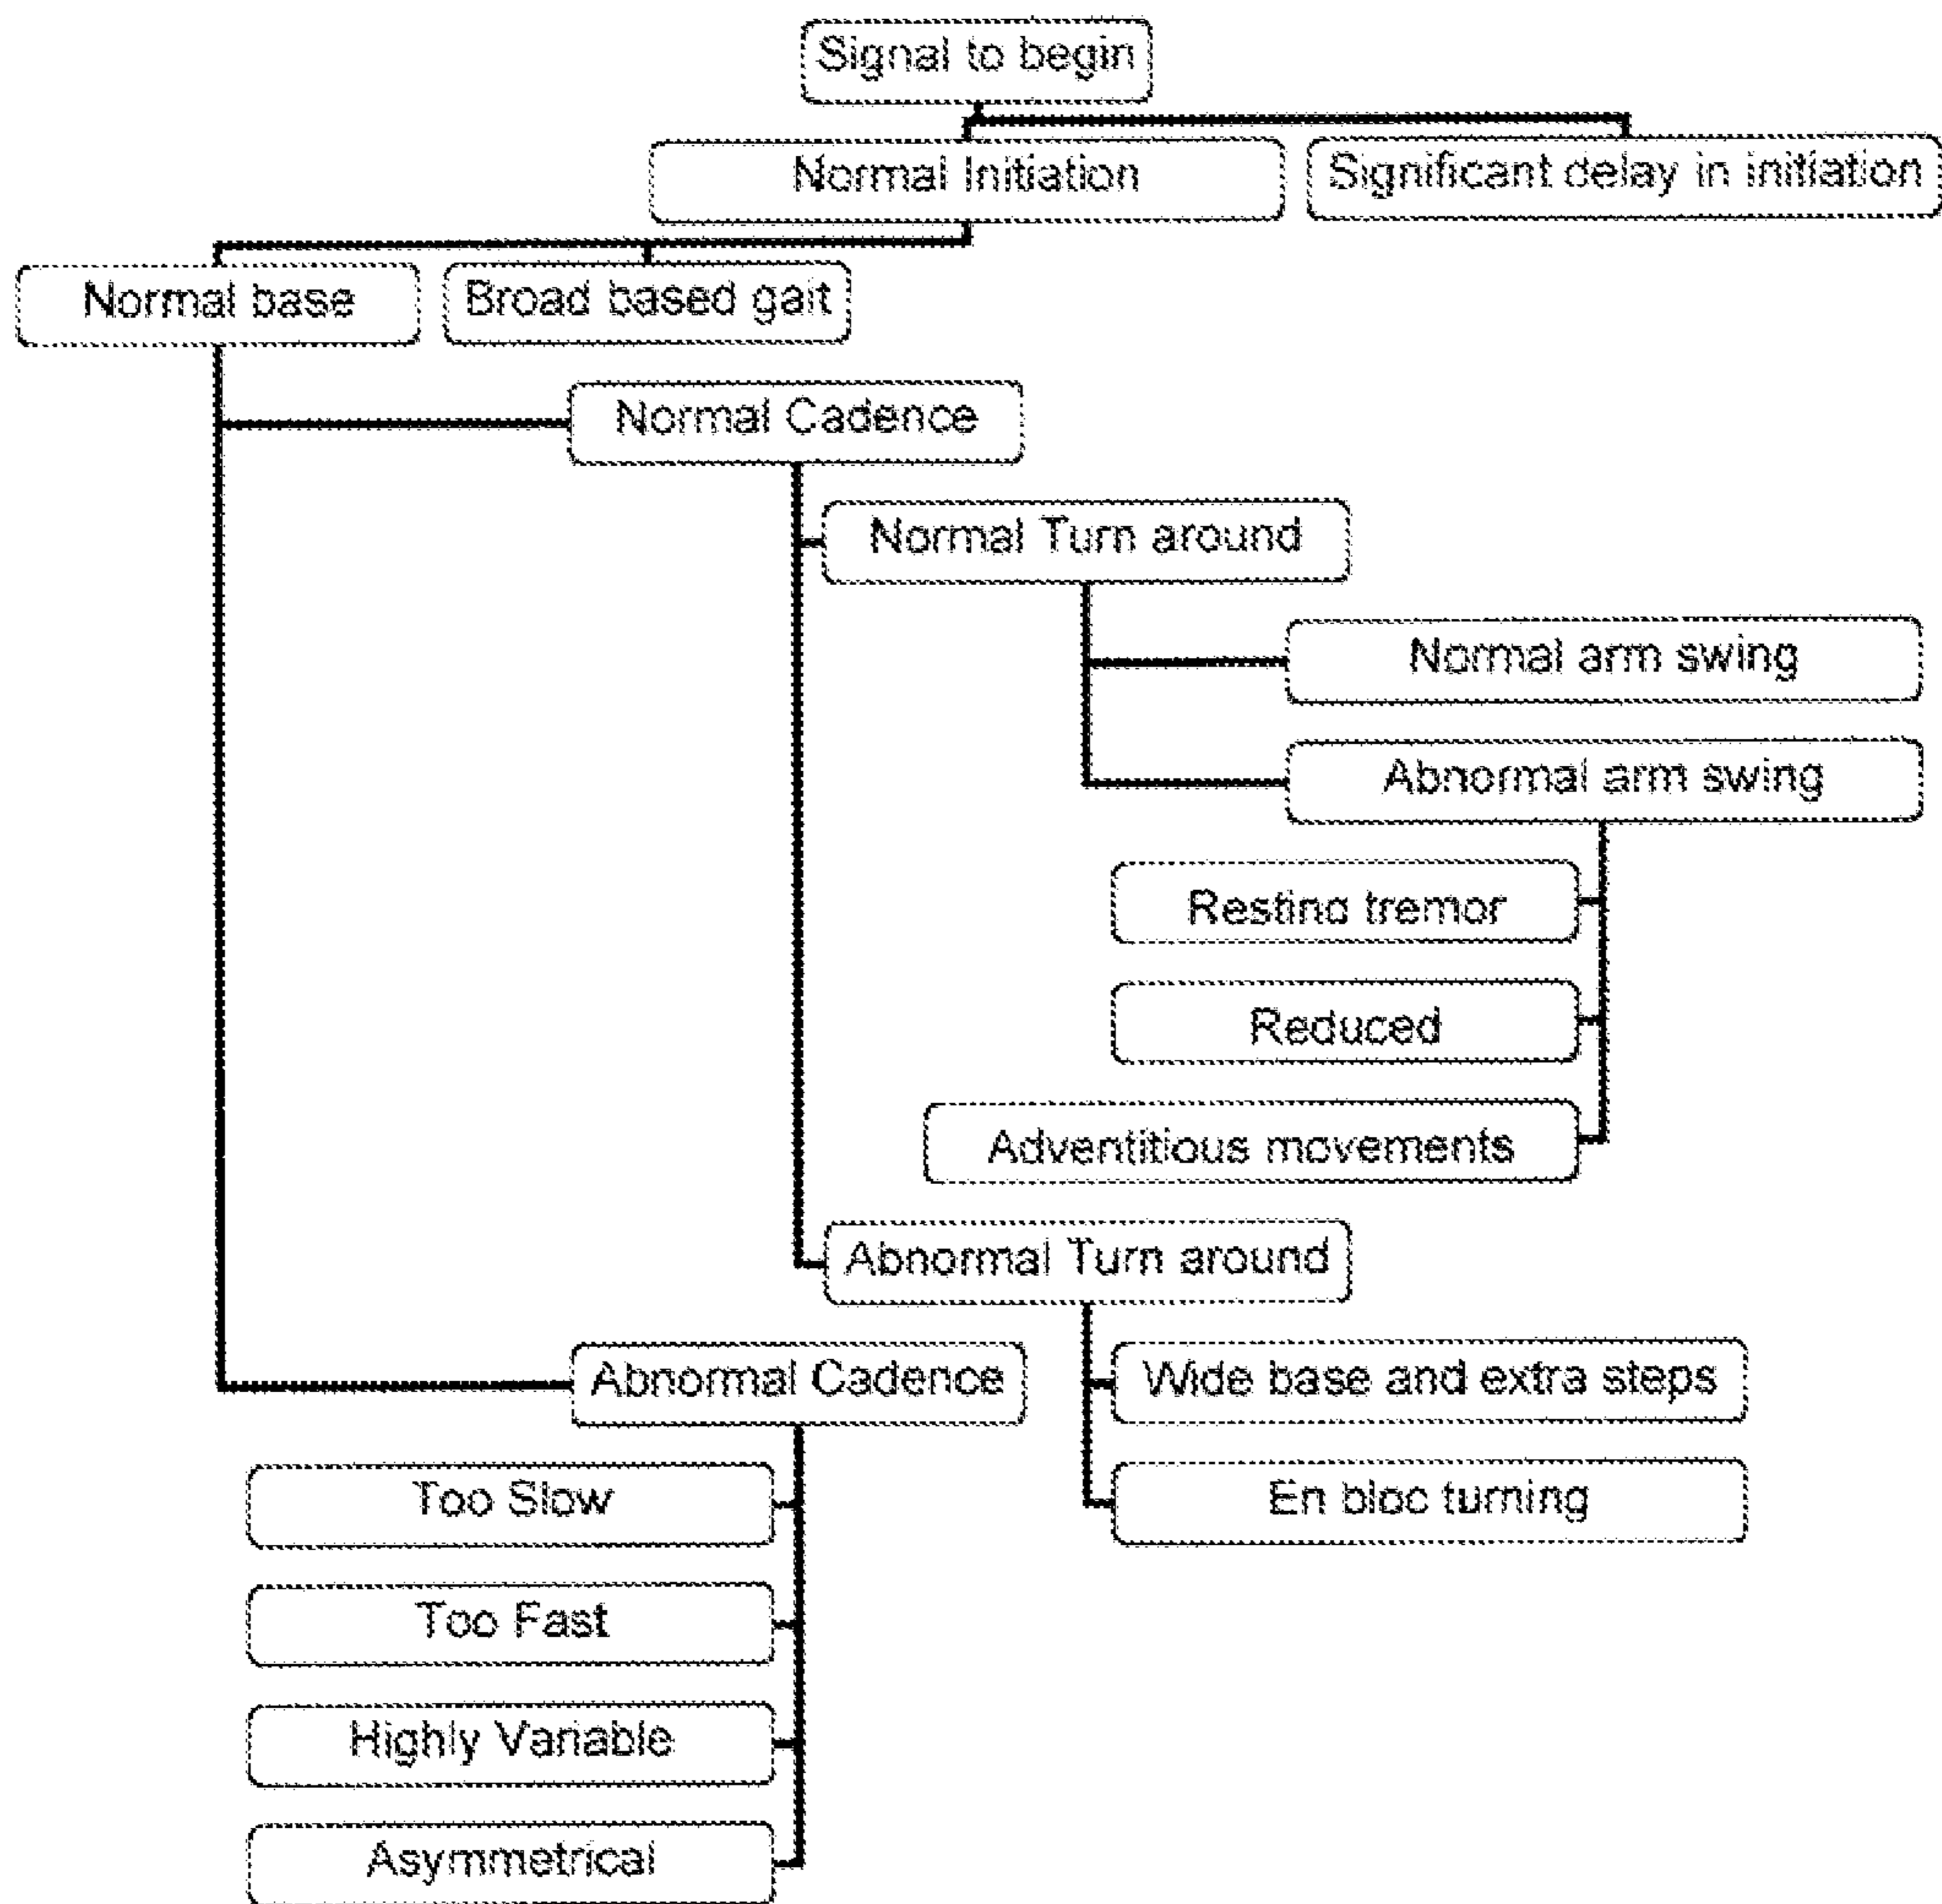 Signal to begin
Normal Initiation
Significant delay in initiation
Normal base
Broad based gait
Normal Cadence
Normal Turn around
Normal arm swing
Abnormal arm swing
Resting tremor
Reduced
Adventitious movements
Abnormal Turn around
Abnormal Cadence
Wide base and extra steps
Too Slow
En bloc turning
Too Fast
Highly Variable
Asymmetrical